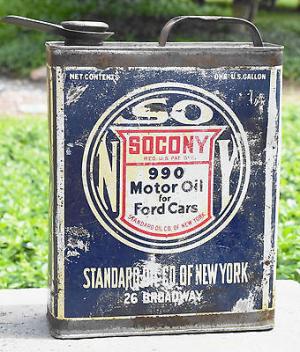 NET CONTENTS ONE U.S. GALLON
SO
N Y
SOCONY
REG. U.S. PAT. OFF.
990
Motor Oil
for
Ford Cars
STANDARD OIL CO. OF NEW YORK
STANDARD OIL CO. OF NEW YORK
26 BROADWAY